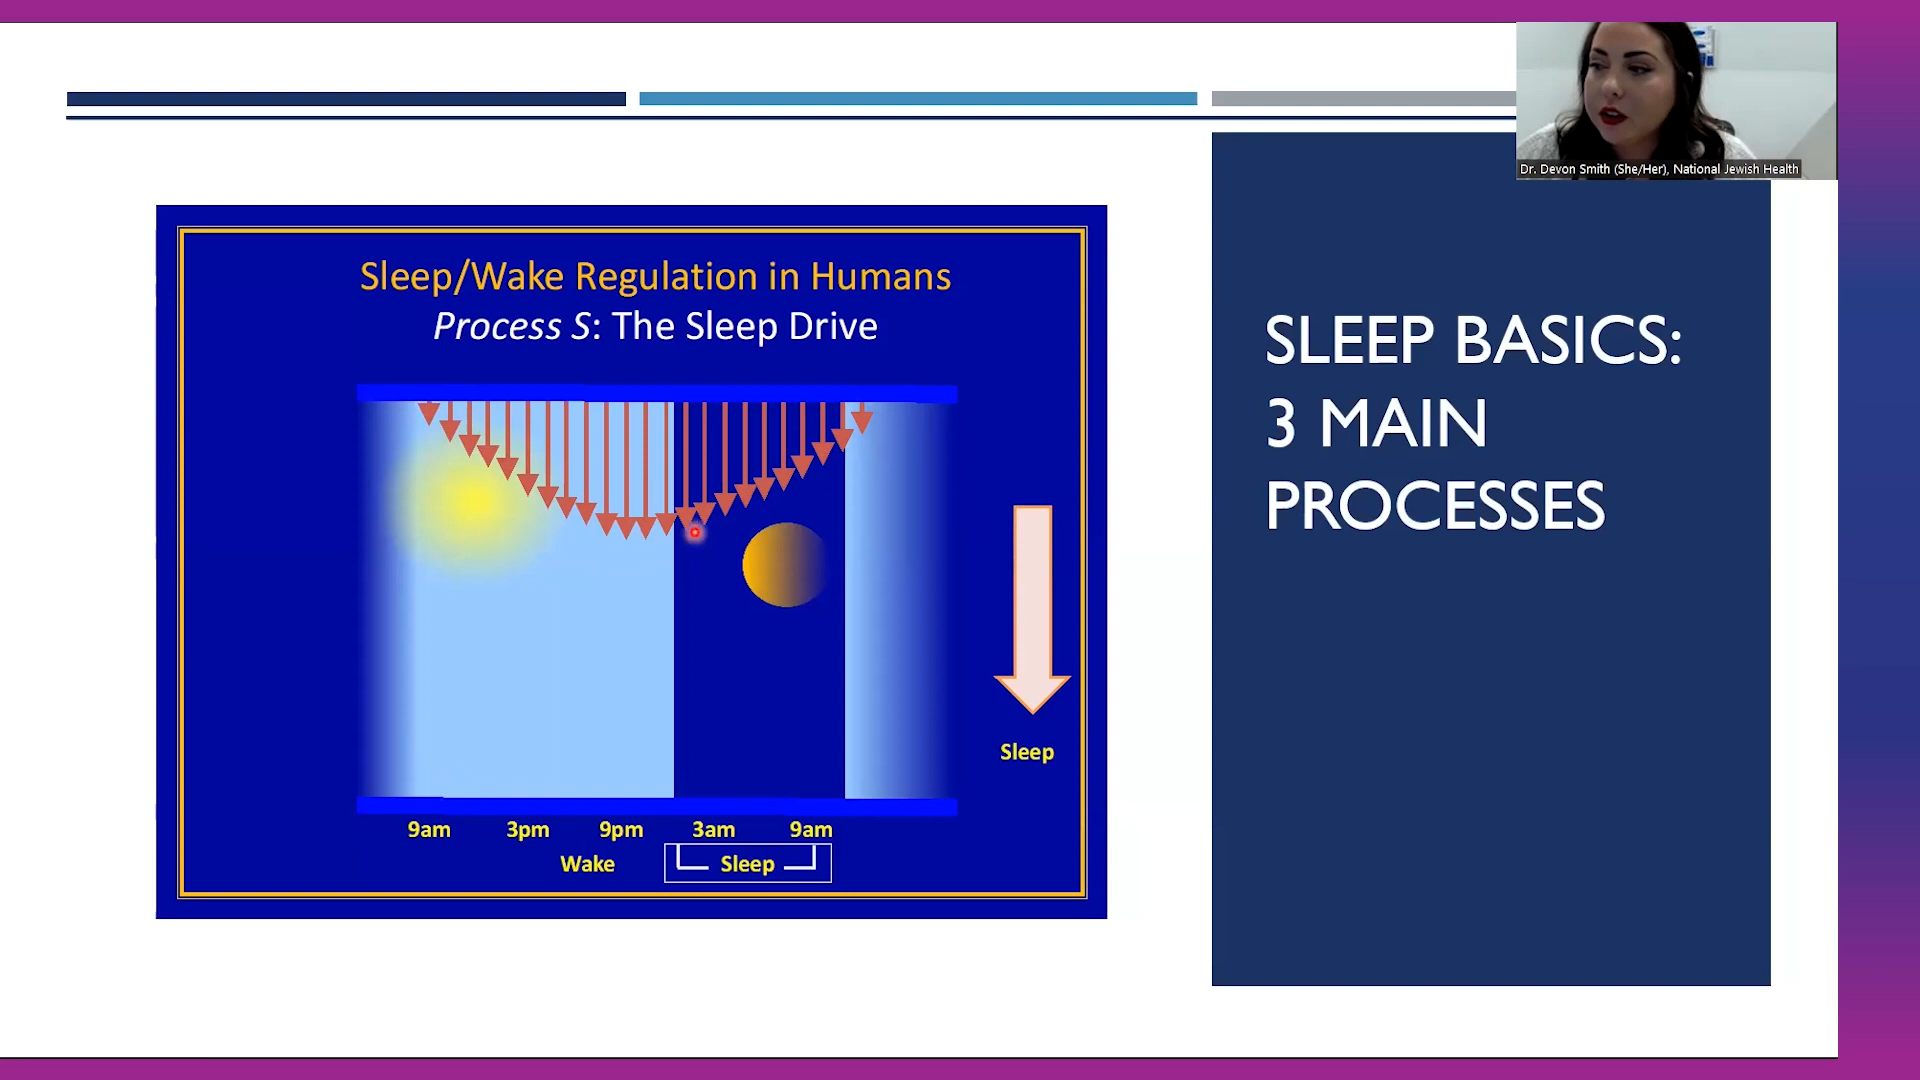 Dr. Devon Smith (She/Her), National Jewish Health
Sleep/Wake Regulation in Humans
Process S: The Sleep Drive
Sleep
9am 3pm 9pm 3am 9am
Wake Sleep
SLEEP BASICS:
3 MAIN
PROCESSES